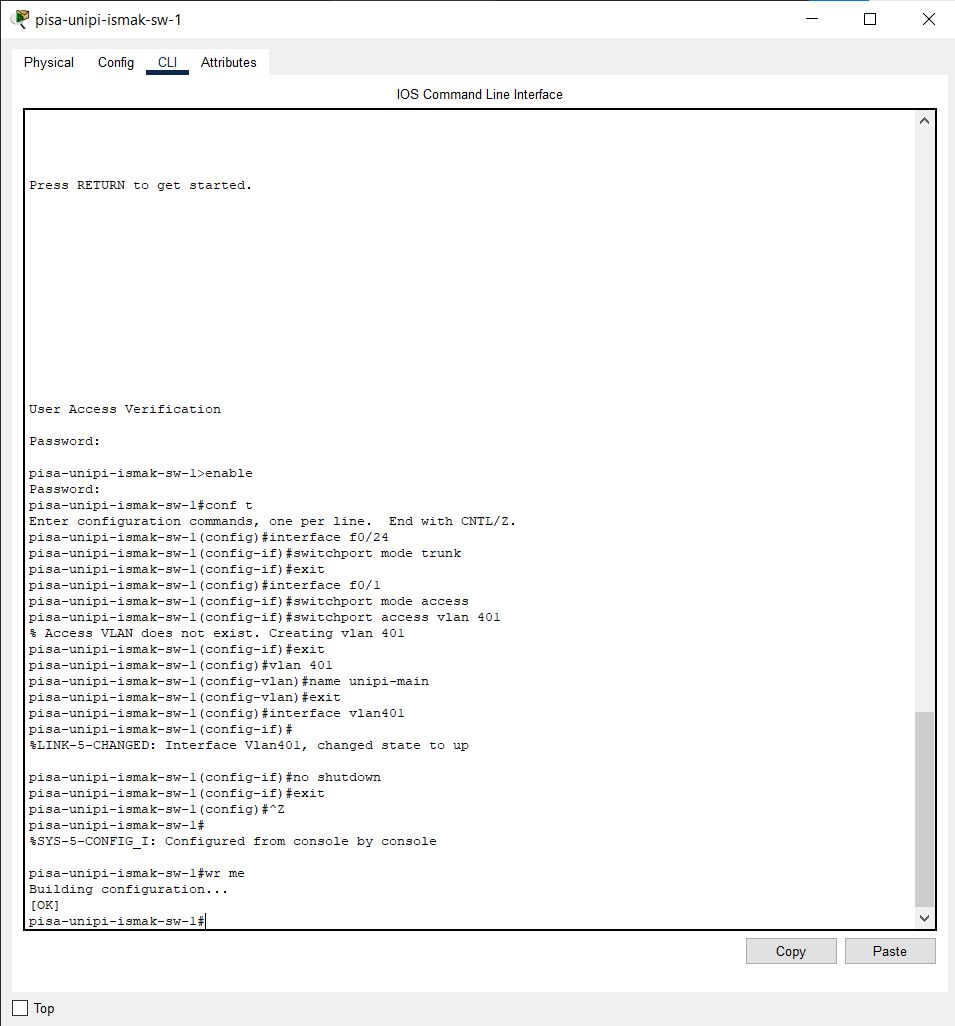 pisa-unipi-ismak-sw-1
Physical Config CLI Attributes
IOS Command Line Interface
Press RETURN to get started.
User Access Verification
Password:
pisa-unipi-ismak-sw-1>enable
Password:
pisa-unipi-ismak-sw-1#conf t
Enter configuration commands, one per line.  End with CNTL/Z.
pisa-unipi-ismak-sw-1(config)#interface f0/24
pisa-unipi-ismak-sw-1(config-if)#switchport mode trunk
pisa-unipi-ismak-sw-1(config-if)#exit
pisa-unipi-ismak-sw-1(config)#interface f0/1
pisa-unipi-ismak-sw-1(config-if)#switchport mode access
pisa-unipi-ismak-sw-1(config-if)#switchport access vlan 401
% Access VLAN does not exist. Creating vlan 401
pisa-unipi-ismak-sw-1(config-if)#exit
pisa-unipi-ismak-sw-1(config)#vlan 401
pisa-unipi-ismak-sw-1(config-vlan)#name unipi-main
pisa-unipi-ismak-sw-1(config-vlan)#exit
pisa-unipi-ismak-sw-1(config)#interface vlan401
pisa-unipi-ismak-sw-1(config-if)#
%LINK-5-CHANGED: Interface Vlan401, changed state to up
pisa-unipi-ismak-sw-1(config-if)#no shutdown
pisa-unipi-ismak-sw-1(config-if)#exit
pisa-unipi-ismak-sw-1(config)#^Z
pisa-unipi-ismak-sw-1#
%SYS-5-CONFIG_I: Configured from console by console
pisa-unipi-ismak-sw-1#wr me
Building configuration...
[OK]
pisa-unipi-ismak-sw-1#
Copy Paste
Top